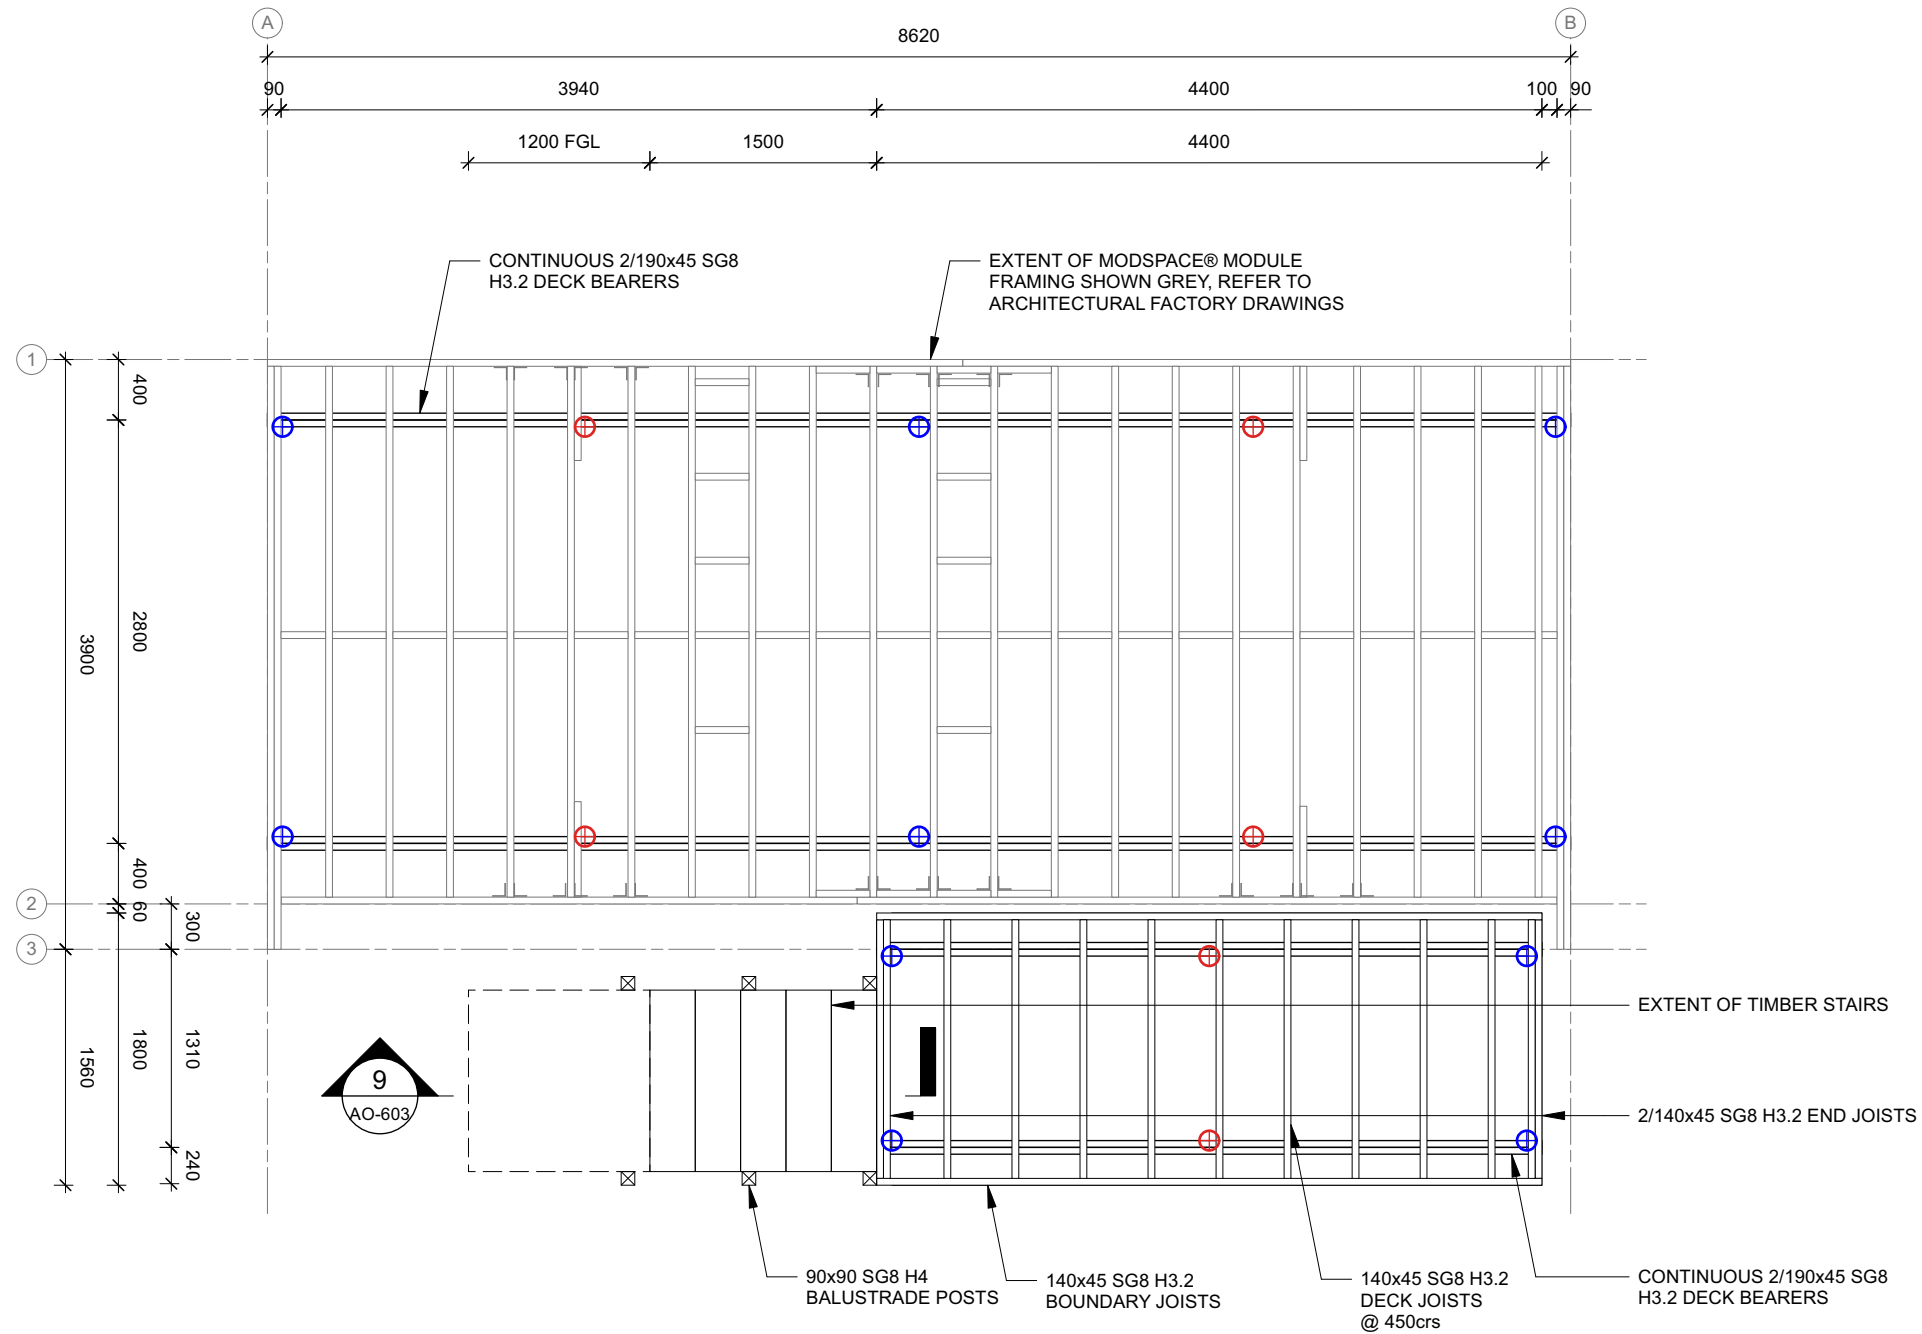 A
B
8620
90
3940
4400
100
90
1200 FGL
1500
4400
CONTINUOUS 2/190x45 SG8
H3.2 DECK BEARERS
EXTENT OF MODSPACE® MODULE
FRAMING SHOWN GREY, REFER TO
ARCHITECTURAL FACTORY DRAWINGS
1
400
2800
3900
400
2
60
300
3
1310
1800
1560
240
9
AO-603
EXTENT OF TIMBER STAIRS
2/140x45 SG8 H3.2 END JOISTS
90x90 SG8 H4
BALUSTRADE POSTS
140x45 SG8 H3.2
BOUNDARY JOISTS
140x45 SG8 H3.2
DECK JOISTS
@ 450crs
CONTINUOUS 2/190x45 SG8
H3.2 DECK BEARERS